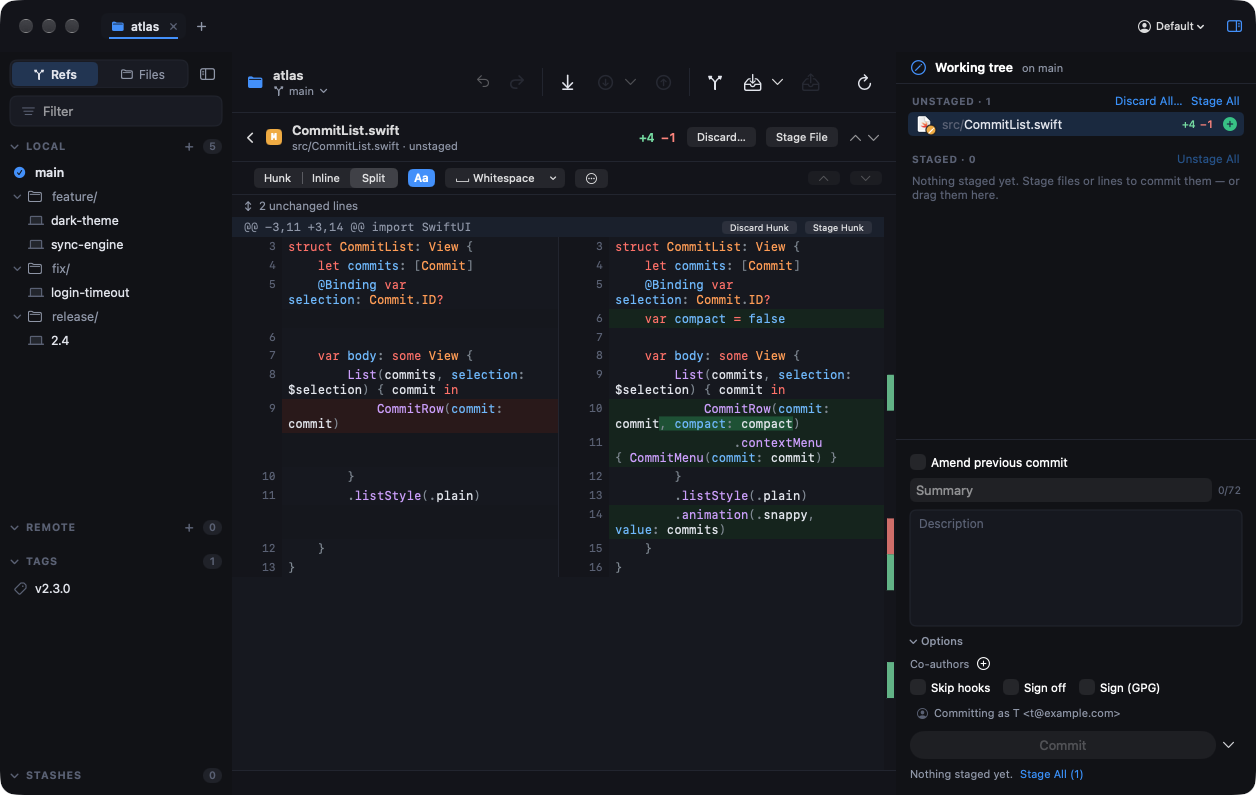 atlas
Default
Refs
Files
Filter
LOCAL
5
main
feature/
dark-theme
sync-engine
fix/
login-timeout
release/
2.4
REMOTE
0
TAGS
1
v2.3.0
STASHES
0
atlas
main
M
CommitList.swift
src/CommitList.swift · unstaged
+4 −1
Discard...
Stage File
Hunk
Inline
Split
Aa
Whitespace
2 unchanged lines
@@ −3,11 +3,14 @@ import SwiftUI
Discard Hunk
Stage Hunk
3 struct CommitList: View {
4 let commits: [Commit]
5 @Binding var
selection: Commit.ID?
6
7 var body: some View {
8 List(commits, selection:
$selection) { commit in
9 CommitRow(commit:
commit)
10 }
11 .listStyle(.plain)
12 }
13 }
3 struct CommitList: View {
4 let commits: [Commit]
5 @Binding var
selection: Commit.ID?
6 var compact = false
7
8 var body: some View {
9 List(commits, selection:
$selection) { commit in
10 CommitRow(commit:
commit, compact: compact)
11 .contextMenu
{ CommitMenu(commit: commit) }
12 }
13 .listStyle(.plain)
14 .animation(.snappy,
value: commits)
15 }
16 }
Working tree on main
UNSTAGED · 1
Discard All...
Stage All
src/CommitList.swift
+4 −1
STAGED · 0
Unstage All
Nothing staged yet. Stage files or lines to commit them — or
drag them here.
Amend previous commit
Summary
0/72
Description
Options
Co-authors
Skip hooks
Sign off
Sign (GPG)
Committing as T <t@example.com>
Commit
Nothing staged yet. Stage All (1)